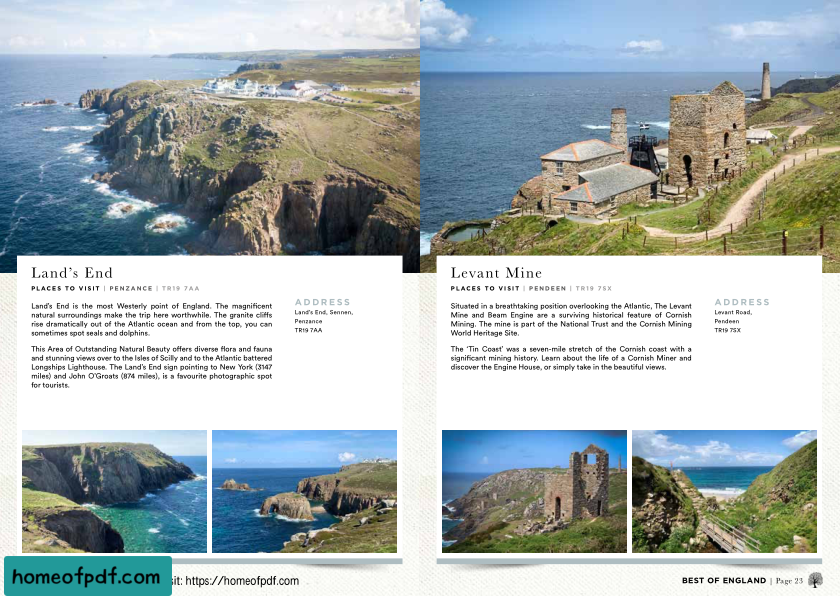 Land's End
PLACES TO VISIT | PENZANCE | TR19 7AA
Land's End is the most Westerly point of England. The magnificent
natural surroundings make the trip here worthwhile. The granite cliffs
rise dramatically out of the Atlantic ocean and from the top, you can
sometimes spot seals and dolphins.
This Area of Outstanding Natural Beauty offers diverse flora and fauna
and stunning views over to the Isles of Scilly and to the Atlantic battered
Longships Lighthouse. The Land's End sign pointing to New York (3147
miles) and John O'Groats (874 miles), is a favourite photographic spot
for tourists.
ADDRESS
Land's End, Sennen,
Penzance
TR19 7AA
Levant Mine
PLACES TO VISIT | PENDEEN | TR19 7SX
Situated in a breathtaking position overlooking the Atlantic, The Levant
Mine and Beam Engine are a surviving historical feature of Cornish
Mining. The mine is part of the National Trust and the Cornish Mining
World Heritage Site.
The 'Tin Coast' was a seven-mile stretch of the Cornish coast with a
significant mining history. Learn about the life of a Cornish Miner and
discover the Engine House, or simply take in the beautiful views.
ADDRESS
Levant Road,
Pendeen
TR19 7SX
homeofpdf.com
sit: https://homeofpdf.com
BEST OF ENGLAND | Page 23